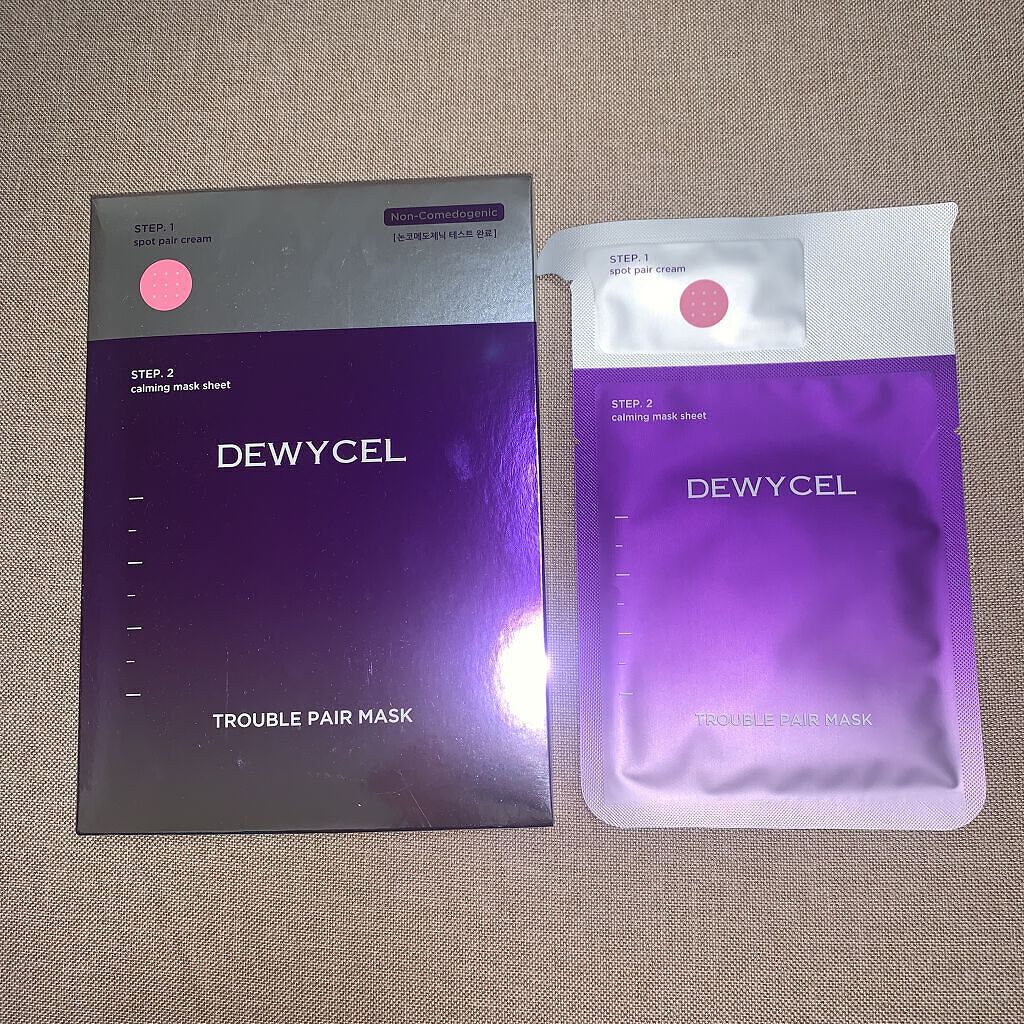 STEP. 1
spot pair cream
Non-Comedogenic
[논코메도제닉 테스트 완료]
STEP. 2
calming mask sheet
DEWYCEL
TROUBLE PAIR MASK
STEP. 1
spot pair cream
STEP. 2
calming mask sheet
DEWYCEL
TROUBLE PAIR MASK